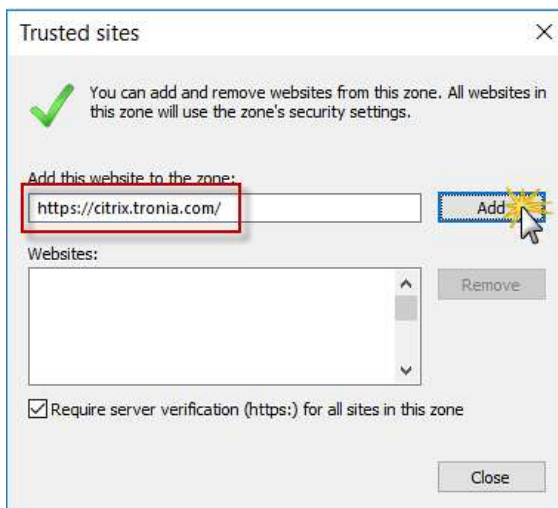 Trusted sites
You can add and remove websites from this zone. All websites in
this zone will use the zone's security settings.
Add this website to the zone:
https://citrix.tronia.com/
Add
Websites:
Remove
Require server verification (https:) for all sites in this zone
Close